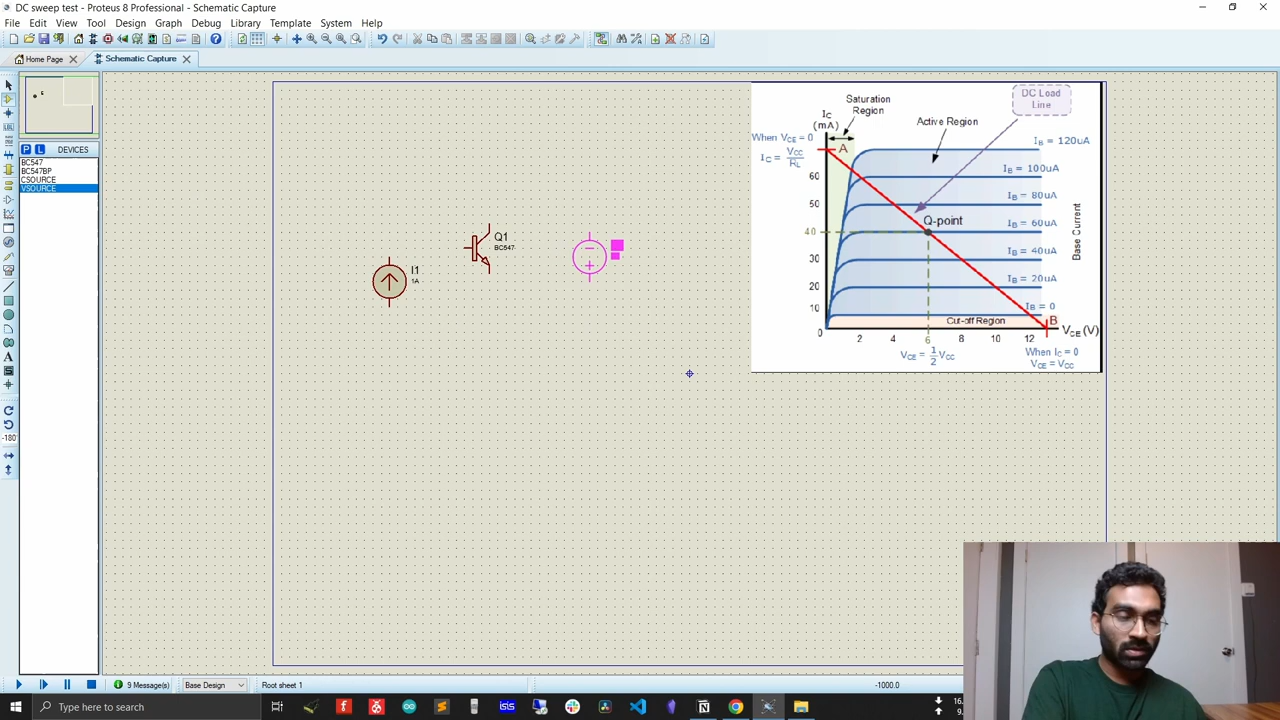 DC sweep test - Proteus 8 Professional - Schematic Capture
File Edit View Tool Design Graph Debug Library Template System Help
Home Page Schematic Capture
P L DEVICES
BC547
BC547BP
CSOURCE
VSOURCE
-180
I1
1A
Q1
BC547
Saturation
Region
IC
(mA)
DC Load
Line
Active Region
When VCE = 0
IC = VCC
RL
A
IB = 120uA
IB = 100uA
IB = 80uA
IB = 60uA
IB = 40uA
IB = 20uA
IB = 0
60
50
40
30
20
10
0
Q-point
Base Current
Cut-off Region
B
VCE (V)
2 4 6 8 10 12
VCE = 1/2 VCC
When IC = 0
VCE = VCC
9 Message(s) Base Design Root sheet 1 -1000.0
Type here to search
isis